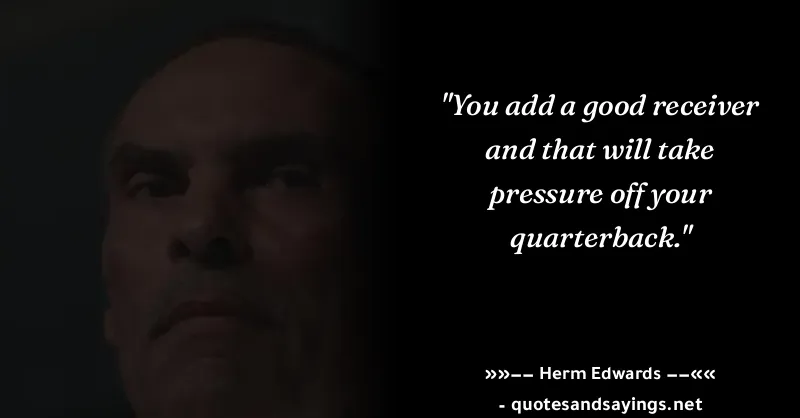 "You add a good receiver
and that will take
pressure off your
quarterback."
»»–– Herm Edwards ––««
- quotesandsayings.net